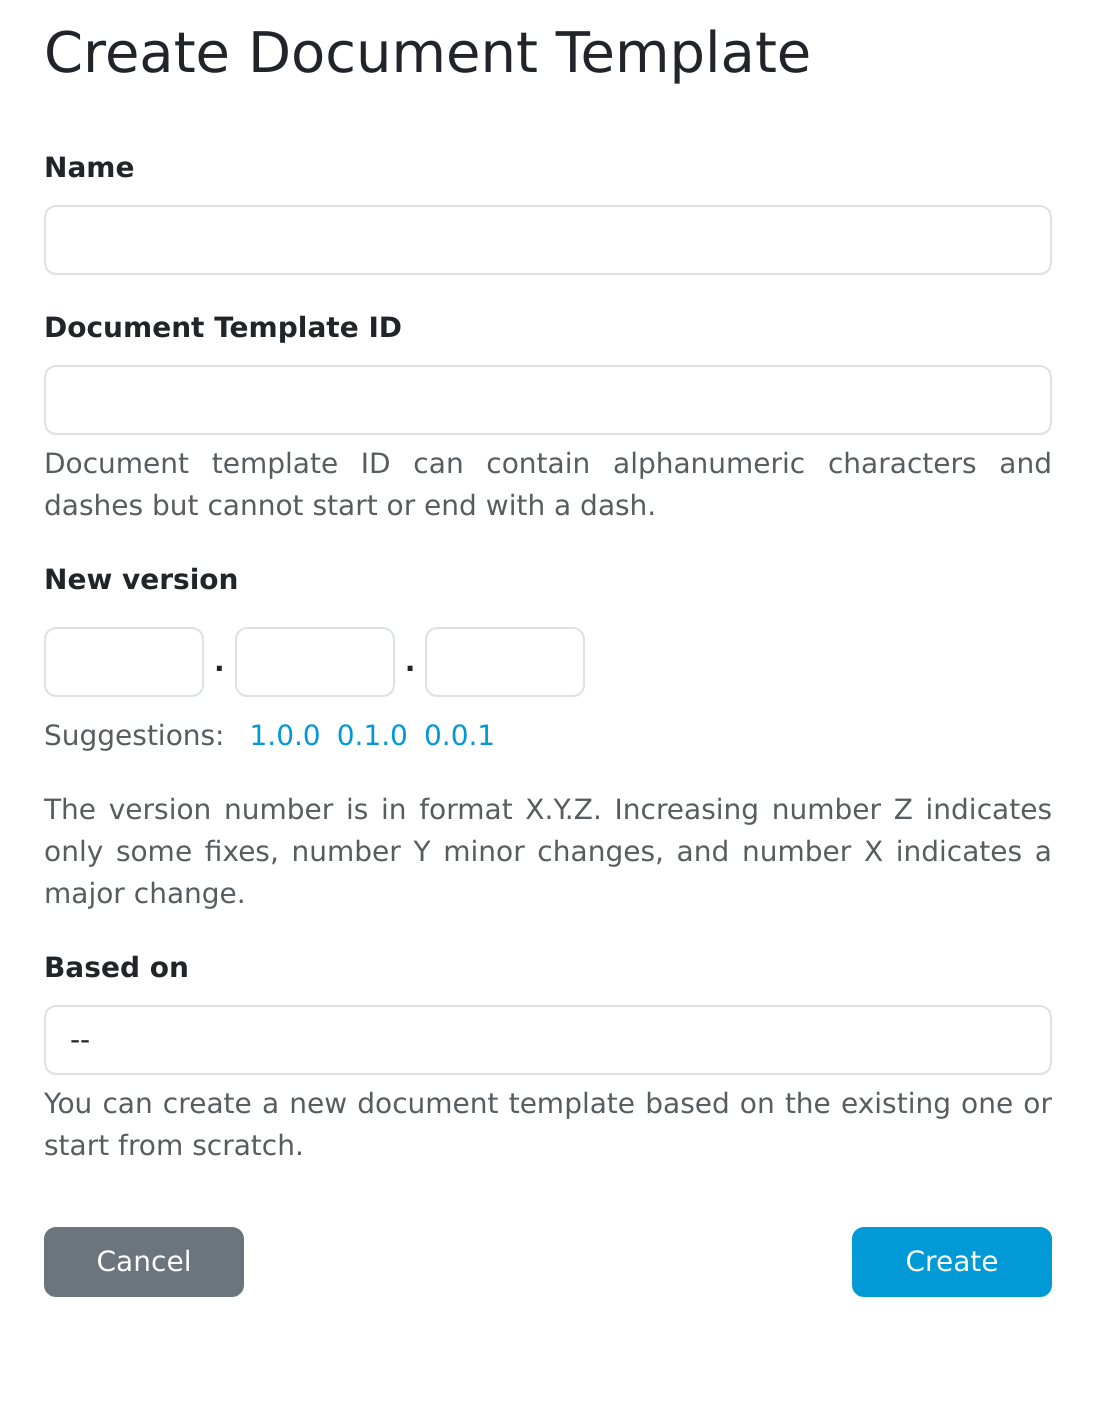 Create Document Template
Name
Document Template ID
Document template ID can contain alphanumeric characters and
dashes but cannot start or end with a dash.
New version
. .
Suggestions: 1.0.0 0.1.0 0.0.1
The version number is in format X.Y.Z. Increasing number Z indicates
only some fixes, number Y minor changes, and number X indicates a
major change.
Based on
--
You can create a new document template based on the existing one or
start from scratch.
Cancel Create